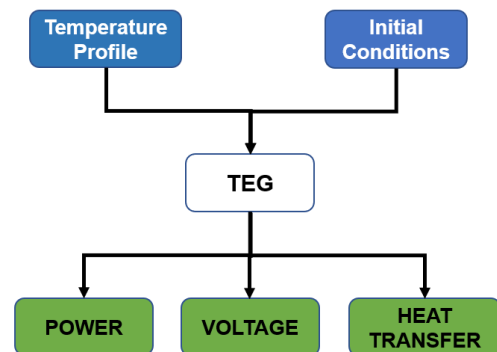 Temperature
Profile
Initial
Conditions
TEG
POWER
VOLTAGE
HEAT
TRANSFER